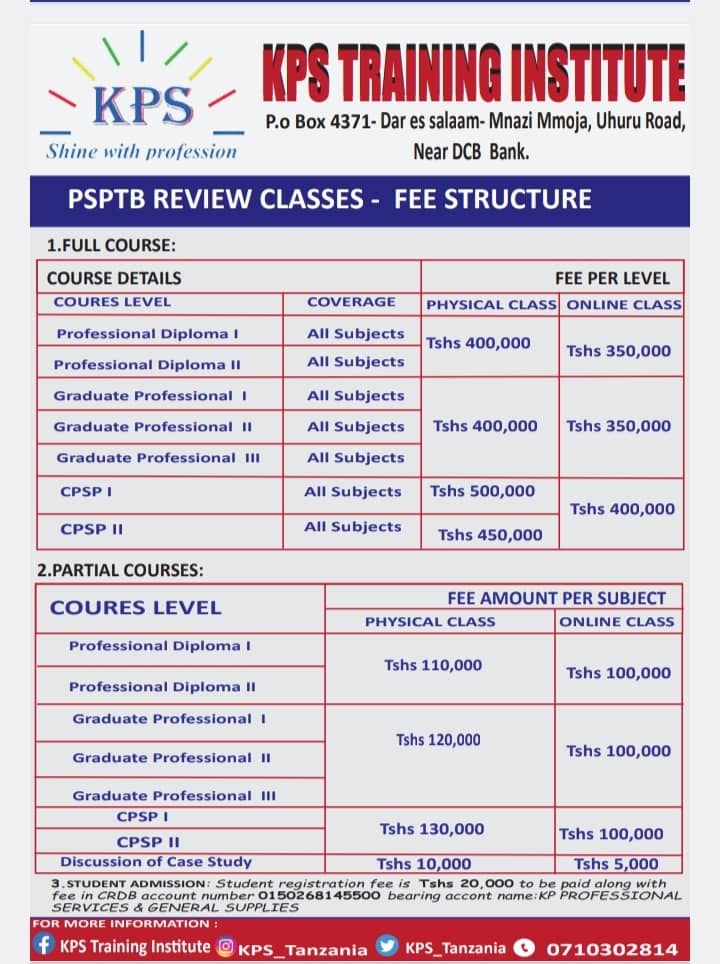 KPS
Shine with profession
KPS TRAINING INSTITUTE
P.o Box 4371- Dar es salaam- Mnazi Mmoja, Uhuru Road,
Near DCB Bank.
PSPTB REVIEW CLASSES - FEE STRUCTURE
1.FULL COURSE:
COURSE DETAILS FEE PER LEVEL
COURES LEVEL COVERAGE PHYSICAL CLASS ONLINE CLASS
Professional Diploma I All Subjects
Tshs 400,000 Tshs 350,000
Professional Diploma II All Subjects
Graduate Professional I All Subjects
Graduate Professional II All Subjects Tshs 400,000 Tshs 350,000
Graduate Professional III All Subjects
CPSP I All Subjects Tshs 500,000
Tshs 400,000
CPSP II All Subjects Tshs 450,000
2.PARTIAL COURSES:
COURES LEVEL FEE AMOUNT PER SUBJECT
PHYSICAL CLASS ONLINE CLASS
Professional Diploma I
Tshs 110,000 Tshs 100,000
Professional Diploma II
Graduate Professional I
Tshs 120,000 Tshs 100,000
Graduate Professional II
Graduate Professional III
CPSP I
Tshs 130,000 Tshs 100,000
CPSP II
Discussion of Case Study Tshs 10,000 Tshs 5,000
3.STUDENT ADMISSION: Student registration fee is Tshs 20,000 to be paid along with
fee in CRDB account number 0150268145500 bearing accont name:KP PROFESSIONAL
SERVICES & GENERAL SUPPLIES
FOR MORE INFORMATION :
KPS Training Institute KPS_Tanzania KPS_Tanzania 0710302814